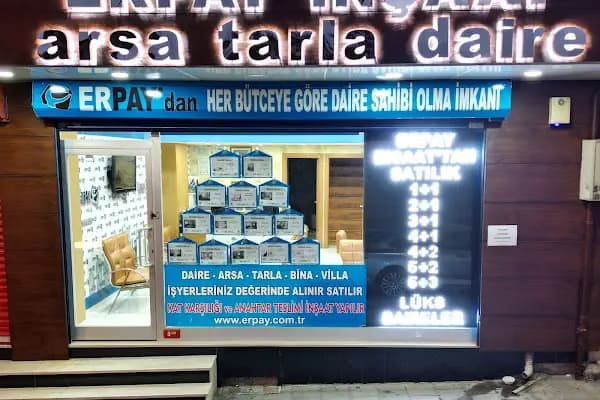 ERPAY İNŞAAT
arsa tarla daire
ERPAY dan HER BÜTCEYE GÖRE DAİRE SAHİBİ OLMA İMKANI
ERPAY
İNŞAAT'TAN
SATILIK
1+1
2+1
3+1
4+1
4+2
5+2
6+3
LÜKS
DAİRELER
DAİRE - ARSA - TARLA - BİNA - VİLLA
İŞYERLERİNİZ DEĞERİNDE ALINIR SATILIR
KAT KARŞILIĞI ve ANAHTAR TESLİMİ İNŞAAT YAPILIR
www.erpay.com.tr